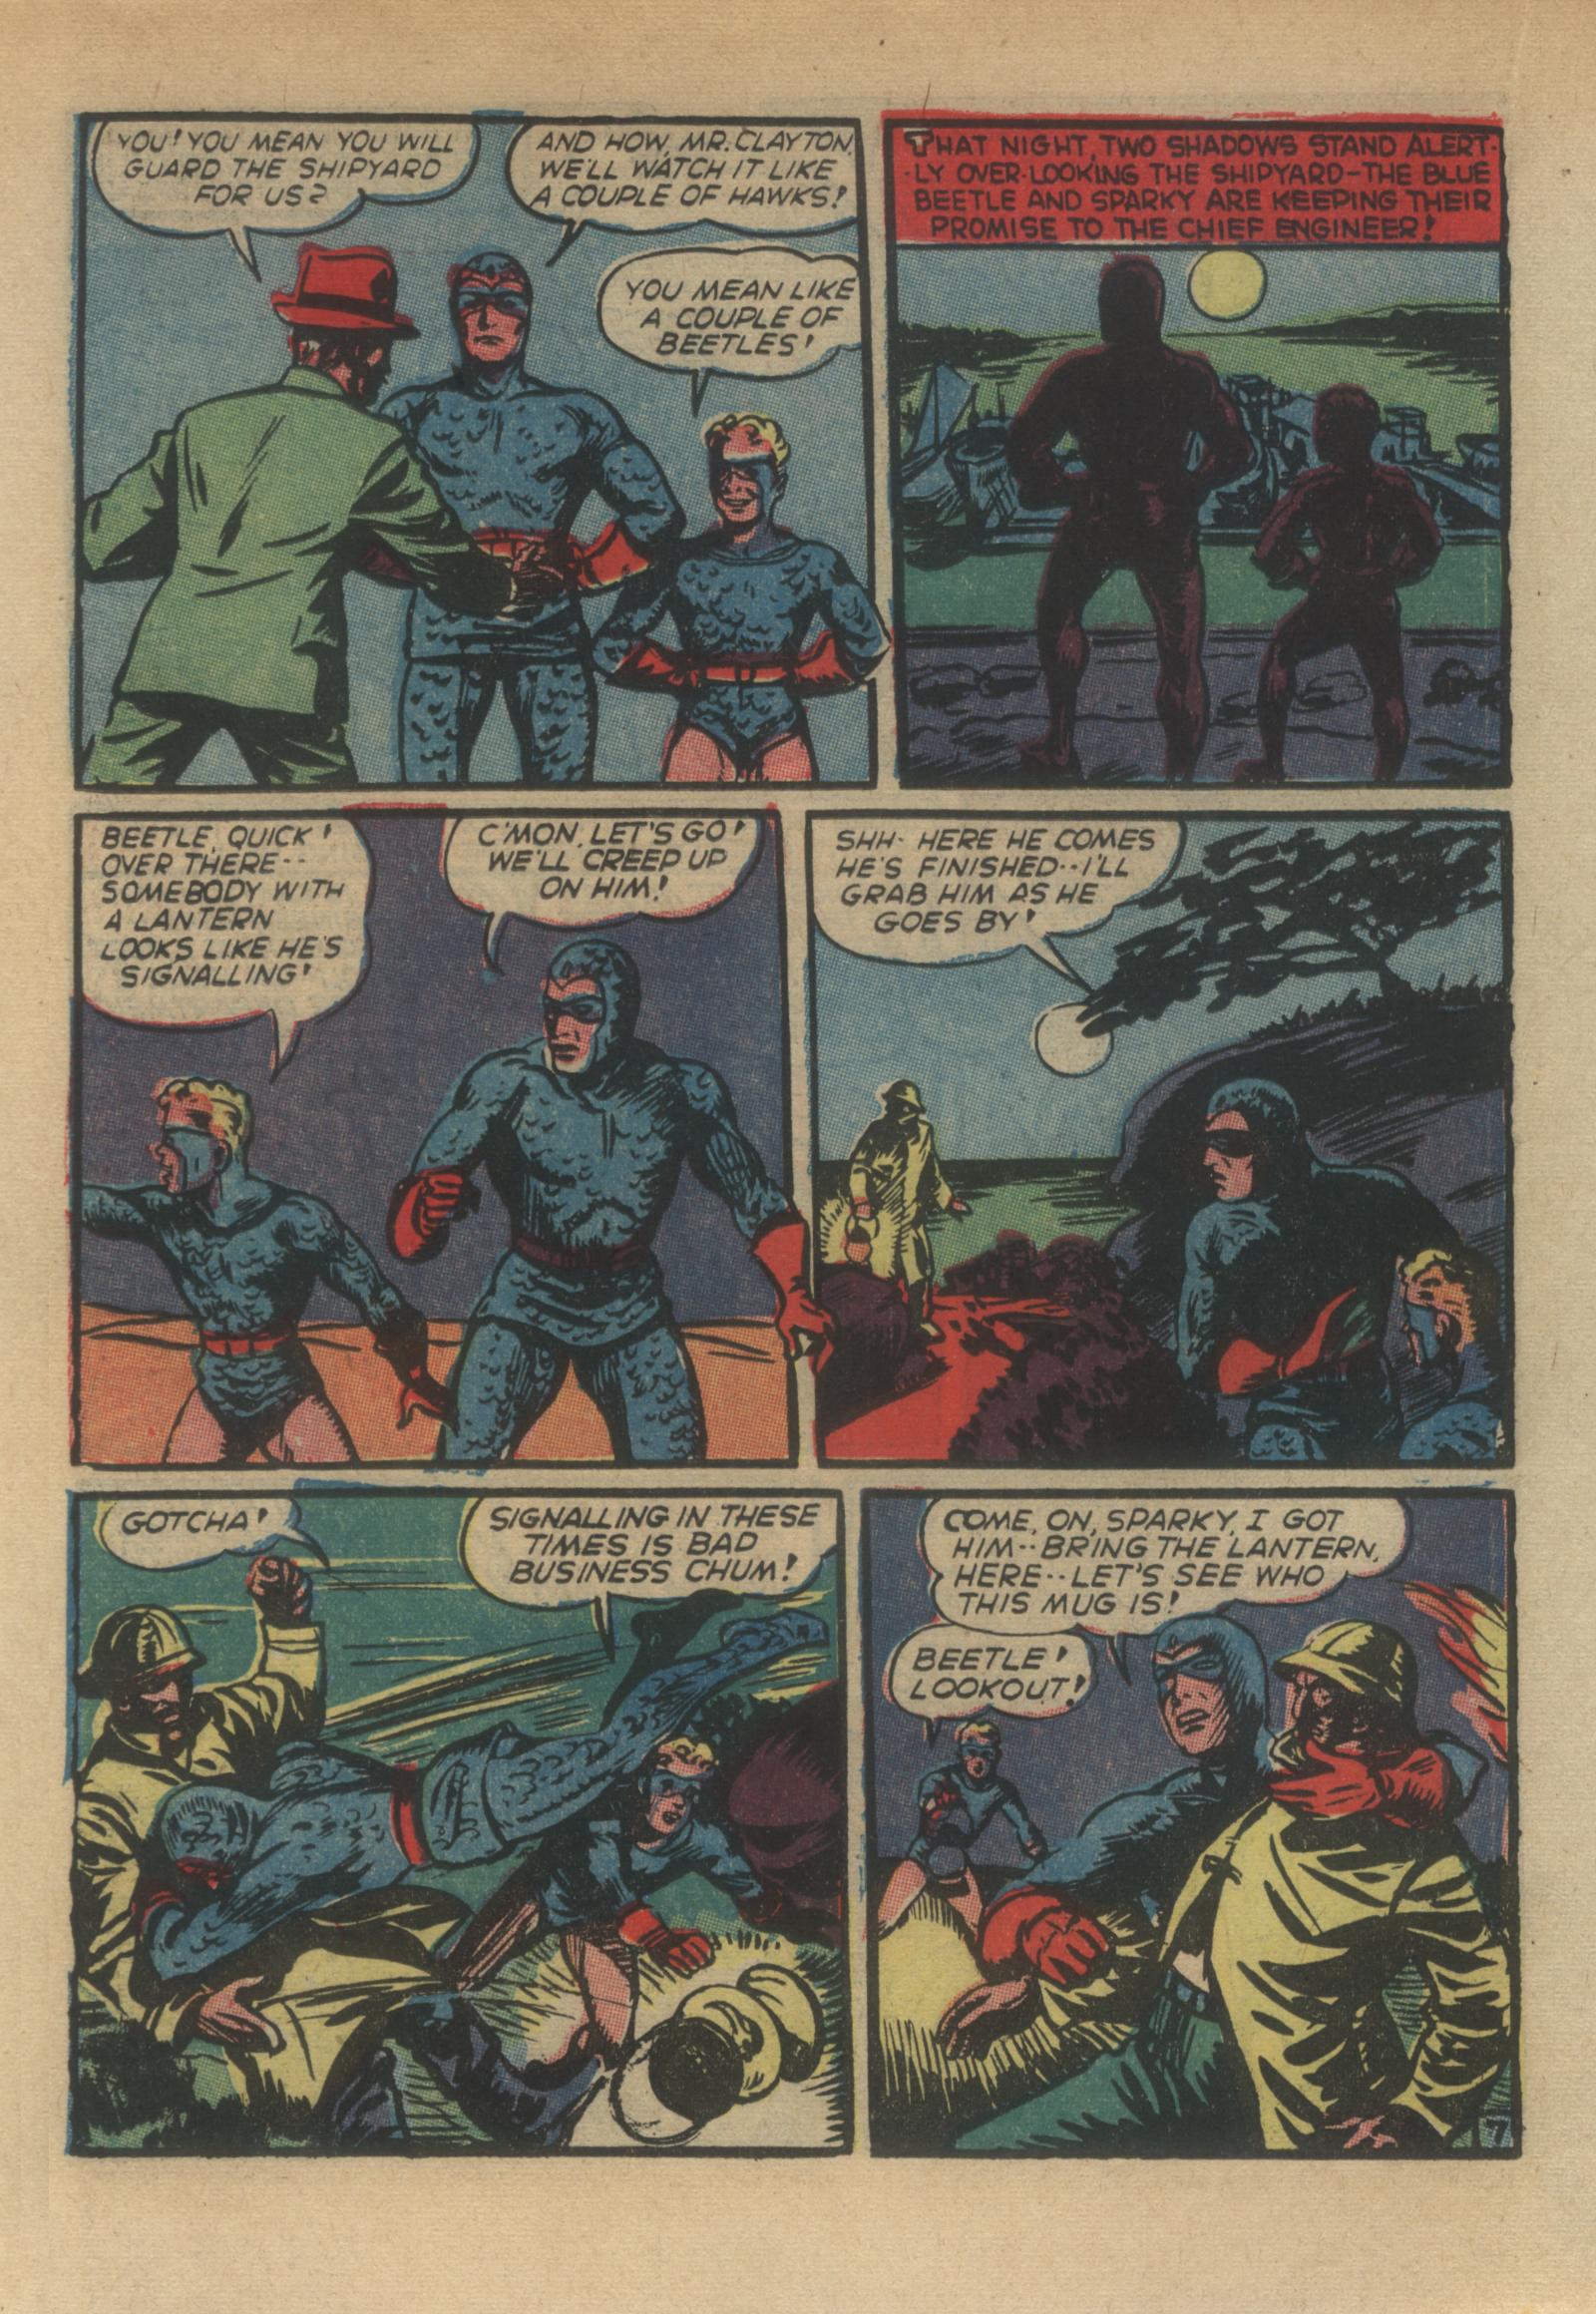 YOU! YOU MEAN YOU WILL
GUARD THE SHIPYARD
FOR US?
AND HOW, MR. CLAYTON,
WE'LL WATCH IT LIKE
A COUPLE OF HAWKS!
YOU MEAN LIKE
A COUPLE OF
BEETLES!
THAT NIGHT, TWO SHADOWS STAND ALERT-
-LY OVER-LOOKING THE SHIPYARD-THE BLUE
BEETLE AND SPARKY ARE KEEPING THEIR
PROMISE TO THE CHIEF ENGINEER!
BEETLE, QUICK!
OVER THERE--
SOMEBODY WITH
A LANTERN
LOOKS LIKE HE'S
SIGNALLING!
C'MON, LET'S GO!
WE'LL CREEP UP
ON HIM!
SHH- HERE HE COMES
HE'S FINISHED--I'LL
GRAB HIM AS HE
GOES BY!
GOTCHA!
SIGNALLING IN THESE
TIMES IS BAD
BUSINESS CHUM!
COME, ON, SPARKY, I GOT
HIM-- BRING THE LANTERN,
HERE--LET'S SEE WHO
THIS MUG IS!
BEETLE!
LOOKOUT!
7